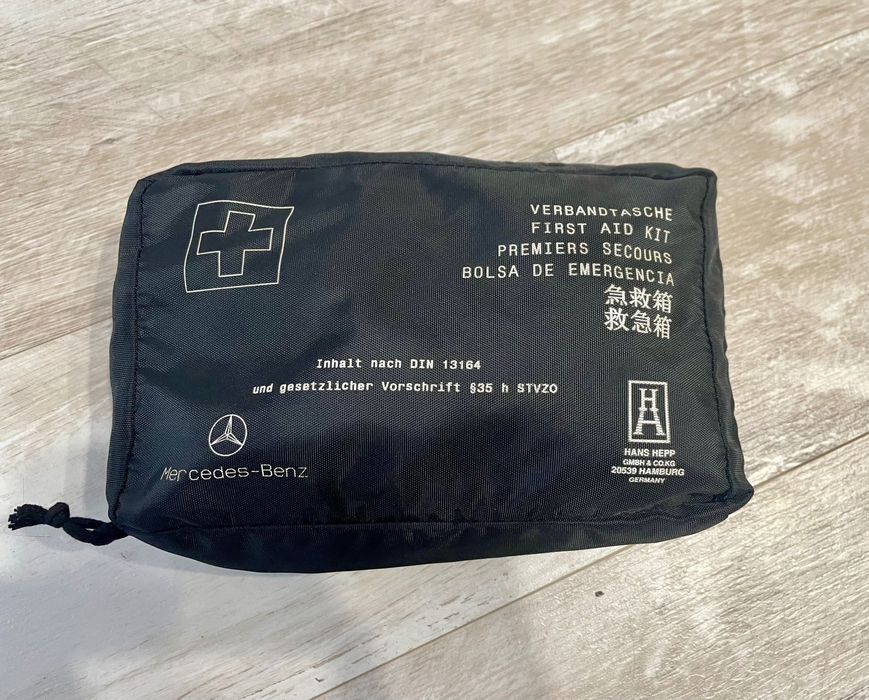 VERBANDTASCHE
FIRST AID KIT
PREMIERS SECOURS
BOLSA DE EMERGENCIA
急救箱
救急箱
Inhalt nach DIN 13164
und gesetzlicher Vorschrift §35 h STVZO
Mercedes-Benz
HA
HANS HEPP
GMBH & CO.KG
20539 HAMBURG
GERMANY